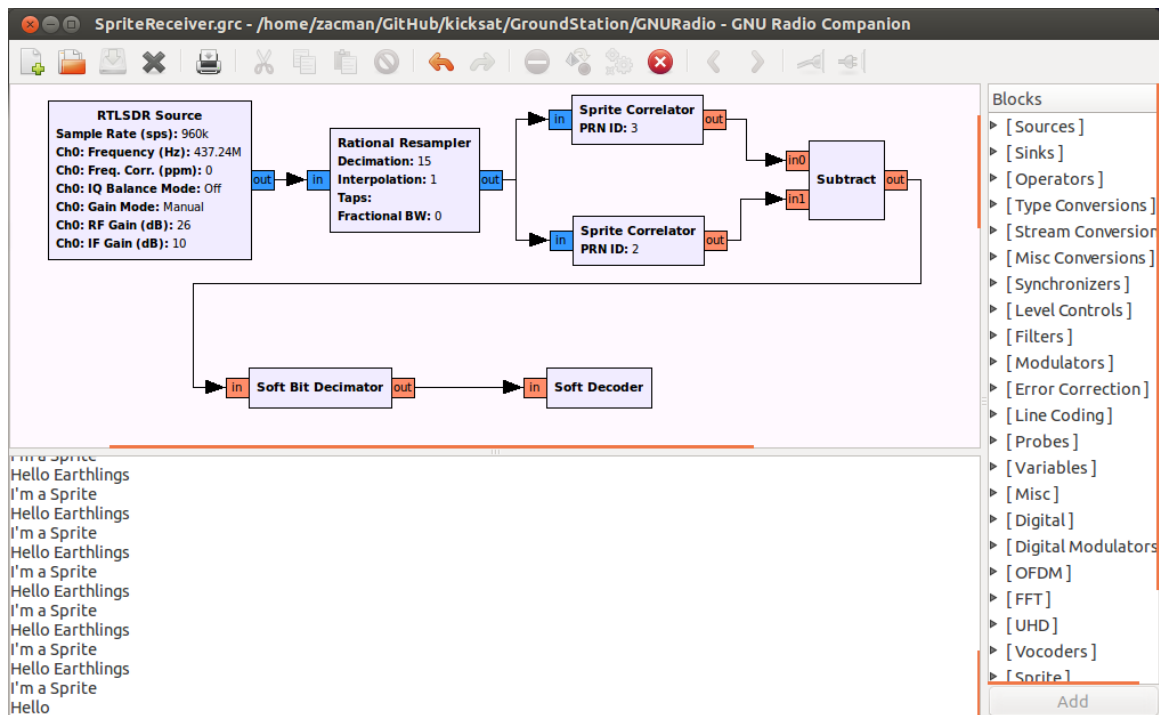 SpriteReceiver.grc - /home/zacman/GitHub/kicksat/GroundStation/GNURadio - GNU Radio Companion
RTLSDR Source
Sample Rate (sps): 960k
Ch0: Frequency (Hz): 437.24M
Ch0: Freq. Corr. (ppm): 0
Ch0: IQ Balance Mode: Off
Ch0: Gain Mode: Manual
Ch0: RF Gain (dB): 26
Ch0: IF Gain (dB): 10
out
in
Rational Resampler
Decimation: 15
Interpolation: 1
Taps:
Fractional BW: 0
out
in
Sprite Correlator
PRN ID: 3
out
in
Sprite Correlator
PRN ID: 2
out
in0
in1
Subtract
out
in
Soft Bit Decimator
out
in
Soft Decoder
I'm a Sprite
Hello Earthlings
I'm a Sprite
Hello Earthlings
I'm a Sprite
Hello Earthlings
I'm a Sprite
Hello Earthlings
I'm a Sprite
Hello Earthlings
I'm a Sprite
Hello Earthlings
I'm a Sprite
Hello
Blocks
[ Sources ]
[ Sinks ]
[ Operators ]
[ Type Conversions ]
[ Stream Conversion
[ Misc Conversions ]
[ Synchronizers ]
[ Level Controls ]
[ Filters ]
[ Modulators ]
[ Error Correction ]
[ Line Coding ]
[ Probes ]
[ Variables ]
[ Misc ]
[ Digital ]
[ Digital Modulators
[ OFDM ]
[ FFT ]
[ UHD ]
[ Vocoders ]
[ Sprite ]
Add